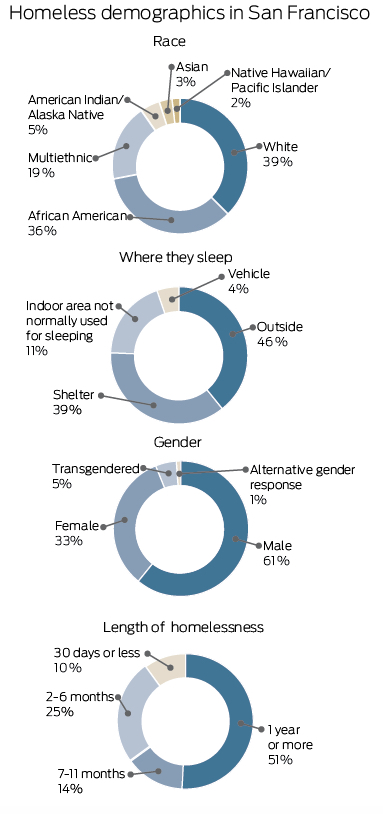 Homeless demographics in San Francisco
Race
Asian
3%
Native Hawaiian/
Pacific Islander
2%
American Indian/
Alaska Native
5%
White
39%
Multiethnic
19%
African American
36%
Where they sleep
Vehicle
4%
Indoor area not
normally used
for sleeping
11%
Outside
46%
Shelter
39%
Gender
Transgendered
5%
Alternative gender
response
1%
Female
33%
Male
61%
Length of homelessness
30 days or less
10%
2-6 months
25%
1 year
or more
51%
7-11 months
14%